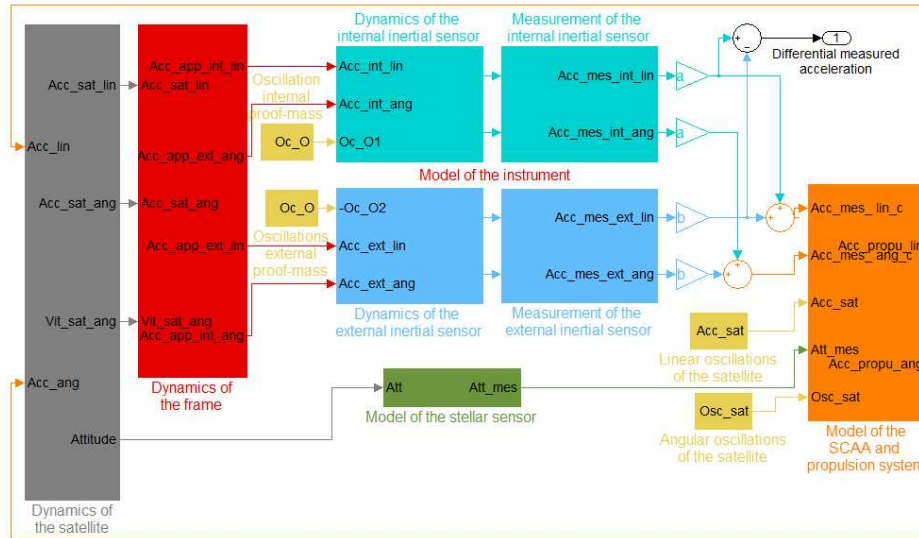 Acc_sat_lin
Acc_lin
Acc_sat_ang
Vit_sat_ang
Acc_ang
Attitude
Dynamics of
the satellite
Acc_app_int_lin
Acc_sat_lin
Acc_app_ext_ang
Acc_sat_ang
Acc_app_ext_lin
Vit_sat_ang
Acc_app_int_ang
Dynamics of
the frame
Oscillation
internal
proof-mass
Oc_O
Oc_O
Oscillations
external
proof-mass
Dynamics of the
internal inertial sensor
Acc_int_lin
Acc_int_ang
Oc_O1
Measurement of the
internal inertial sensor
Acc_mes_int_lin
Acc_mes_int_ang
a
a
Model of the instrument
-Oc_O2
Acc_ext_lin
Acc_ext_ang
Dynamics of the
external inertial sensor
Acc_mes_ext_lin
Acc_mes_ext_ang
Measurement of the
external inertial sensor
b
b
1
Differential measured
acceleration
Att
Att_mes
Model of the stellar sensor
Acc_sat
Linear oscillations
of the satellite
Osc_sat
Angular oscillations
of the satellite
Acc_mes_ lin_c
Acc_propu_lin
Acc_mes_ang_c
Acc_sat
Att_mes
Acc_propu_ang
Osc_sat
Model of the
SCAA and
propulsion system